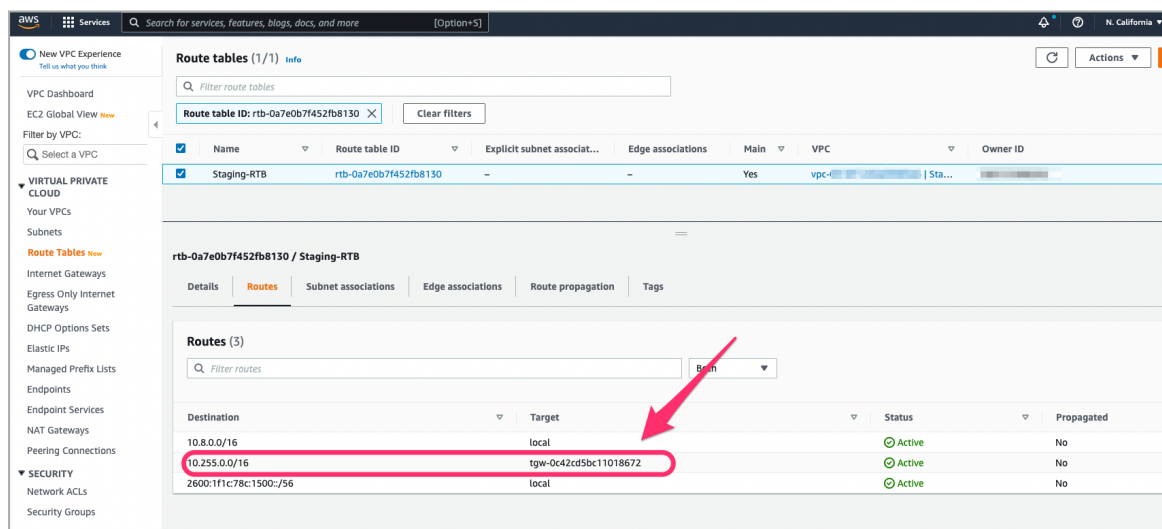 aws Services Search for services, features, blogs, docs, and more [Option+S] N. California
New VPC Experience
Tell us what you think
VPC Dashboard
EC2 Global View New
Filter by VPC:
Select a VPC
VIRTUAL PRIVATE
CLOUD
Your VPCs
Subnets
Route Tables New
Internet Gateways
Egress Only Internet
Gateways
DHCP Options Sets
Elastic IPs
Managed Prefix Lists
Endpoints
Endpoint Services
NAT Gateways
Peering Connections
SECURITY
Network ACLs
Security Groups
Route tables (1/1) Info
Actions
Filter route tables
Route table ID: rtb-0a7e0b7f452fb8130 Clear filters
Name Route table ID Explicit subnet associat... Edge associations Main VPC Owner ID
Staging-RTB rtb-0a7e0b7f452fb8130 – – Yes vpc- | Sta...
rtb-0a7e0b7f452fb8130 / Staging-RTB
Details Routes Subnet associations Edge associations Route propagation Tags
Routes (3)
Filter routes Both
Destination Target Status Propagated
10.8.0.0/16 local Active No
10.255.0.0/16 tgw-0c42cd5bc11018672 Active No
2600:1f1c:78c:1500::/56 local Active No